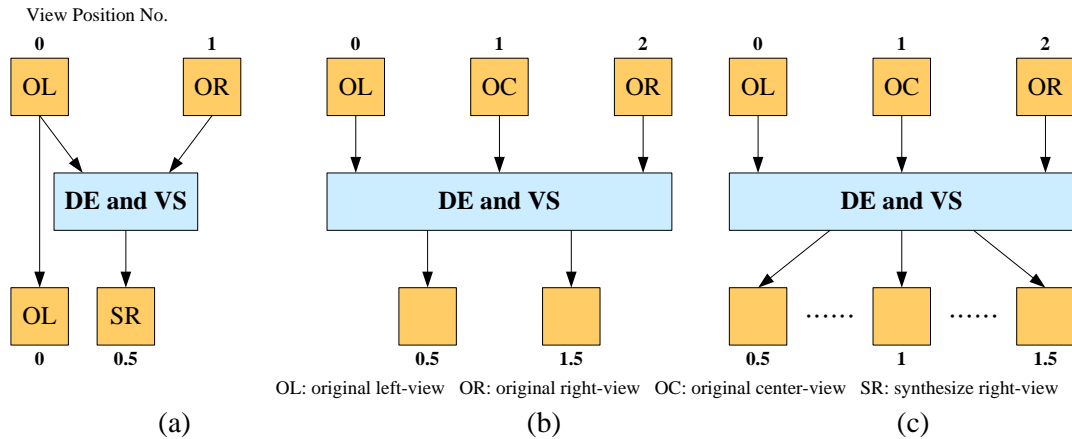 View Position No.
0 1 0 1 2 0 1 2
OL OR OL OC OR OL OC OR
DE and VS DE and VS DE and VS
OL SR ...... ......
0 0.5 0.5 1.5 0.5 1 1.5
OL: original left-view OR: original right-view OC: original center-view SR: synthesize right-view
(a) (b) (c)